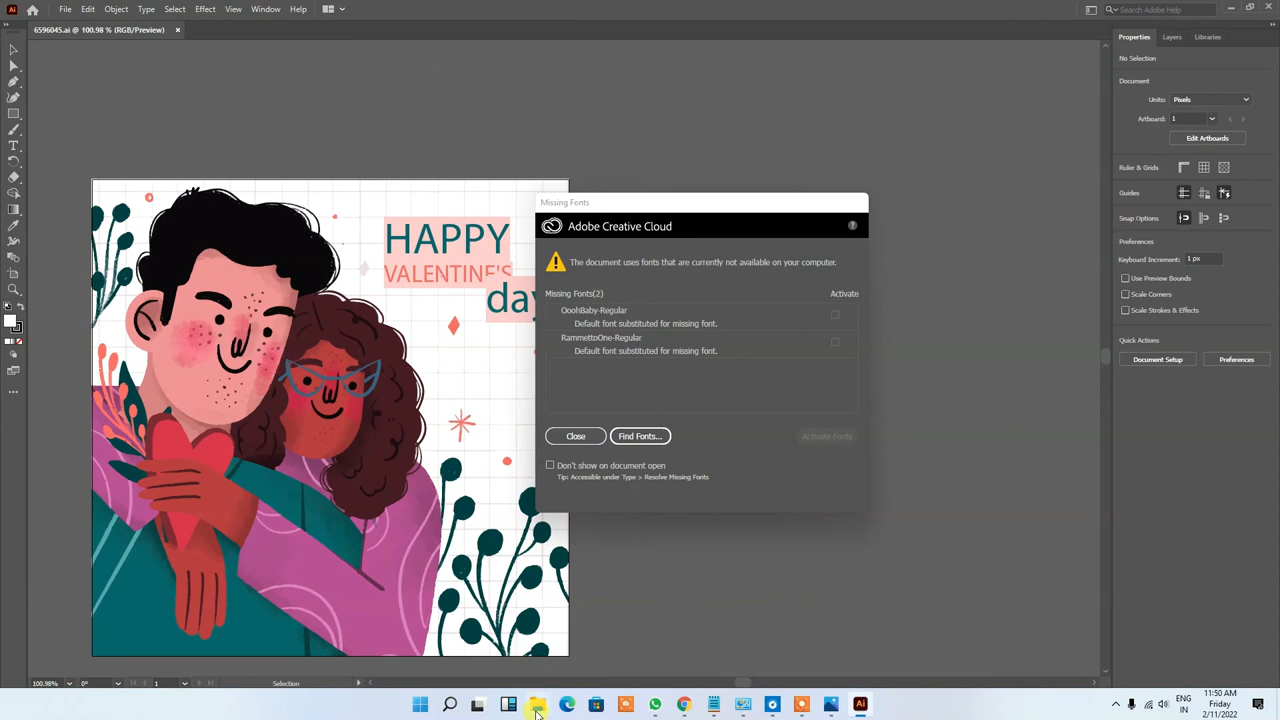 Ai File Edit Object Type Select Effect View Window Help Search Adobe Help
6596045.ai @ 100.98 % (RGB/Preview) ×
Properties Layers Libraries
No Selection
Document
Units: Pixels
Artboard: 1
Edit Artboards
Ruler & Grids
Guides
Snap Options
Preferences
Keyboard Increment: 1 px
Use Preview Bounds
Scale Corners
Scale Strokes & Effects
Quick Actions
Document Setup Preferences
HAPPY
VALENTINE'S
day
Missing Fonts
Adobe Creative Cloud
The document uses fonts that are currently not available on your computer.
Missing Fonts(2) Activate
OoohBaby-Regular
Default font substituted for missing font.
RammettoOne-Regular
Default font substituted for missing font.
Close Find Fonts... Activate Fonts
Don't show on document open
Tip: Accessible under Type > Resolve Missing Fonts
100.98% 0° 1 Selection
ENG
IN
11:50 AM
Friday
2/11/2022
Ai